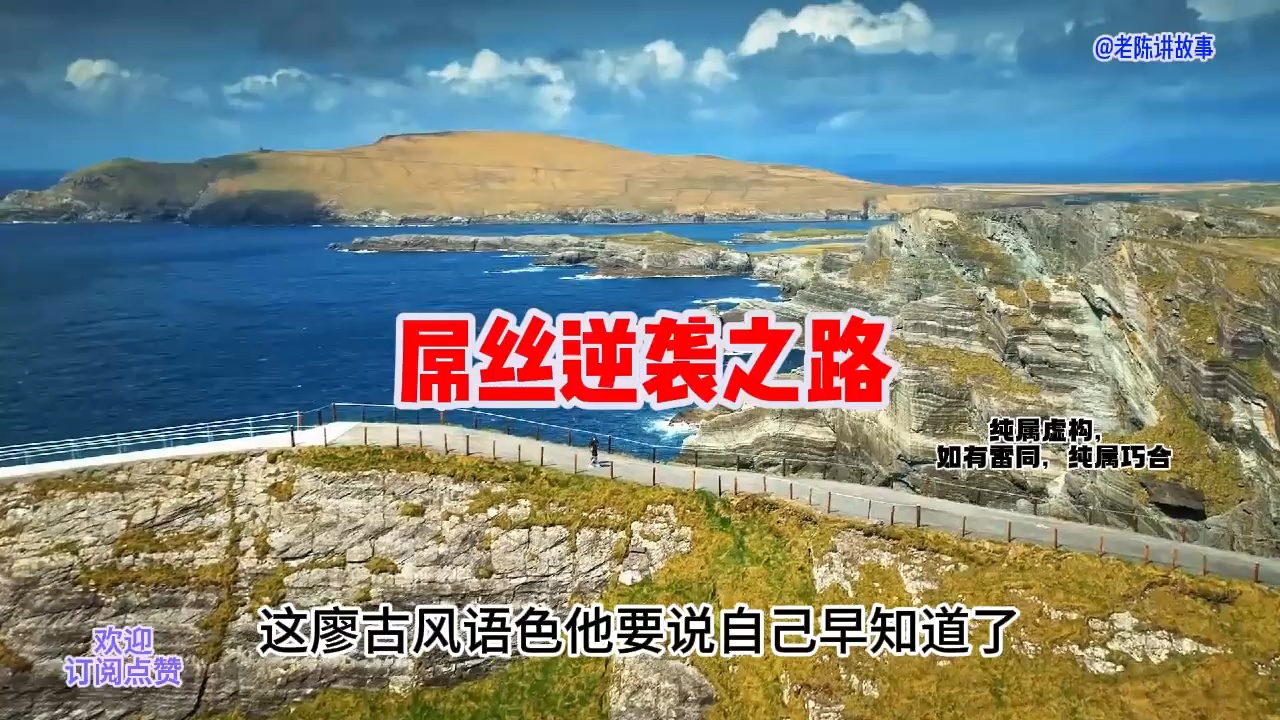 @老陈讲故事
屌丝逆袭之路
纯属虚构，
如有雷同，纯属巧合
这廖古风语色他要说自己早知道了
欢迎
订阅点赞